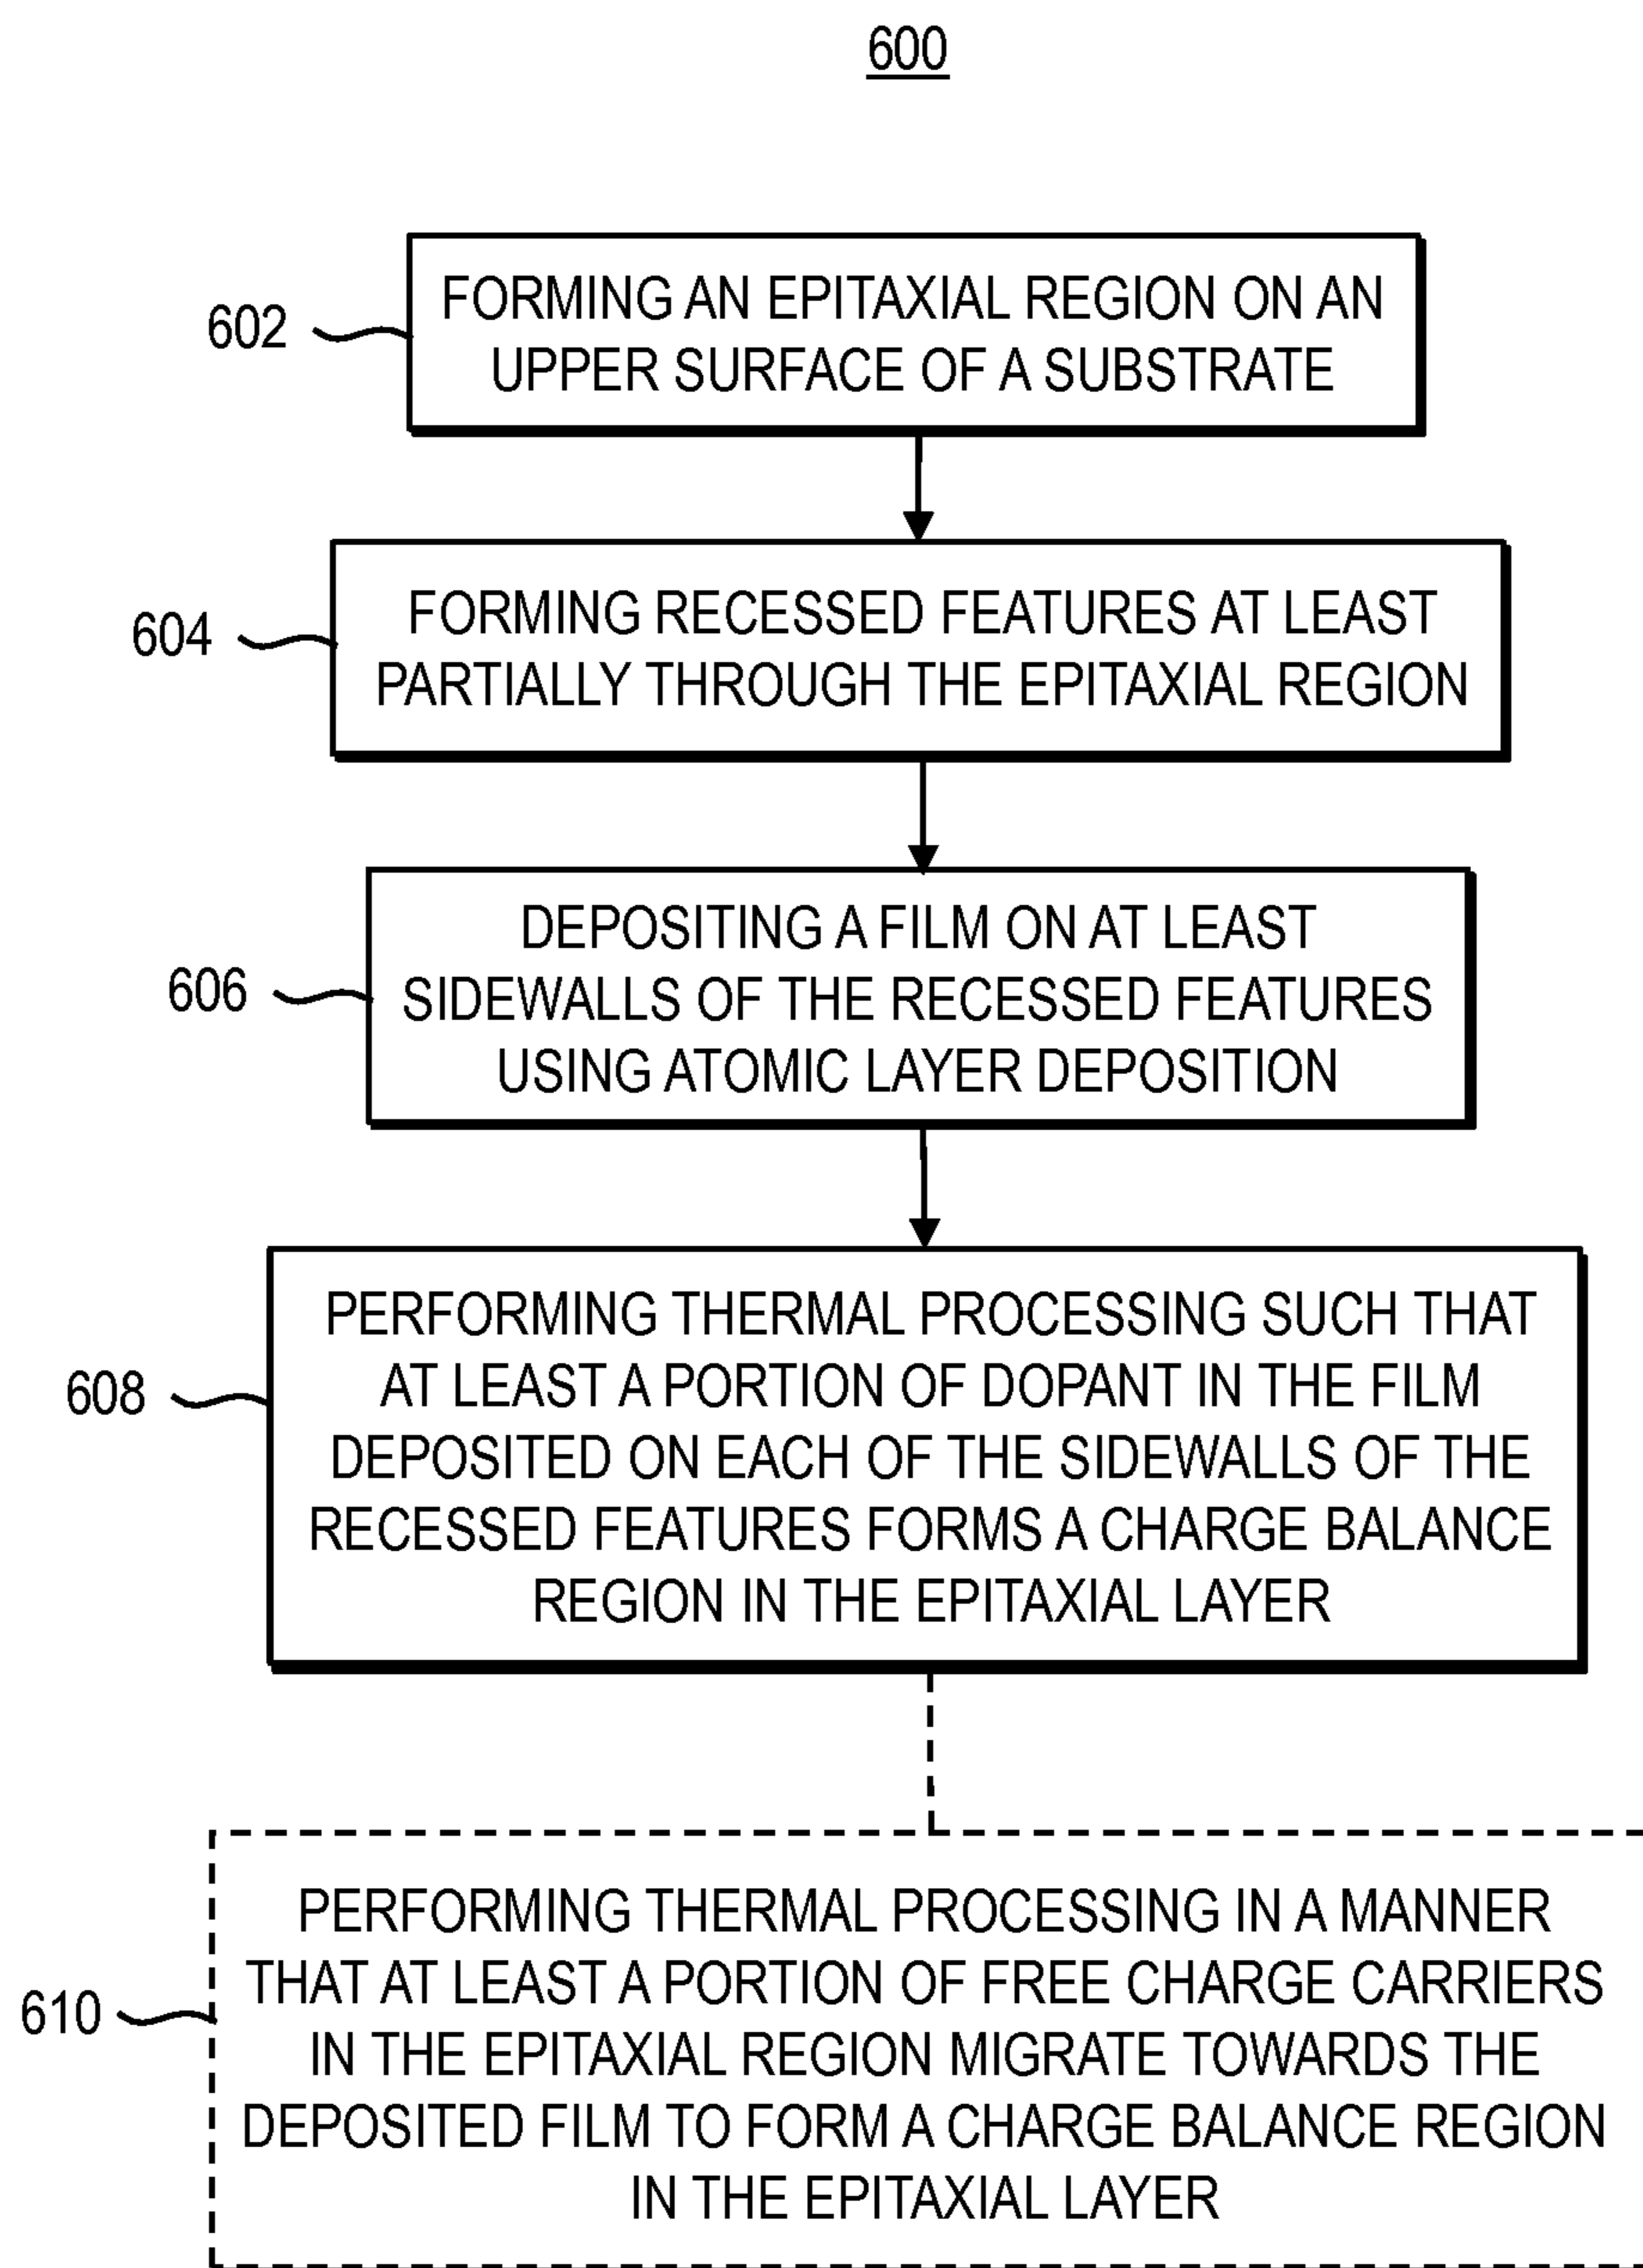 600
602
FORMING AN EPITAXIAL REGION ON AN
UPPER SURFACE OF A SUBSTRATE
604
FORMING RECESSED FEATURES AT LEAST
PARTIALLY THROUGH THE EPITAXIAL REGION
606
DEPOSITING A FILM ON AT LEAST
SIDEWALLS OF THE RECESSED FEATURES
USING ATOMIC LAYER DEPOSITION
608
PERFORMING THERMAL PROCESSING SUCH THAT
AT LEAST A PORTION OF DOPANT IN THE FILM
DEPOSITED ON EACH OF THE SIDEWALLS OF THE
RECESSED FEATURES FORMS A CHARGE BALANCE
REGION IN THE EPITAXIAL LAYER
610
PERFORMING THERMAL PROCESSING IN A MANNER
THAT AT LEAST A PORTION OF FREE CHARGE CARRIERS
IN THE EPITAXIAL REGION MIGRATE TOWARDS THE
DEPOSITED FILM TO FORM A CHARGE BALANCE REGION
IN THE EPITAXIAL LAYER